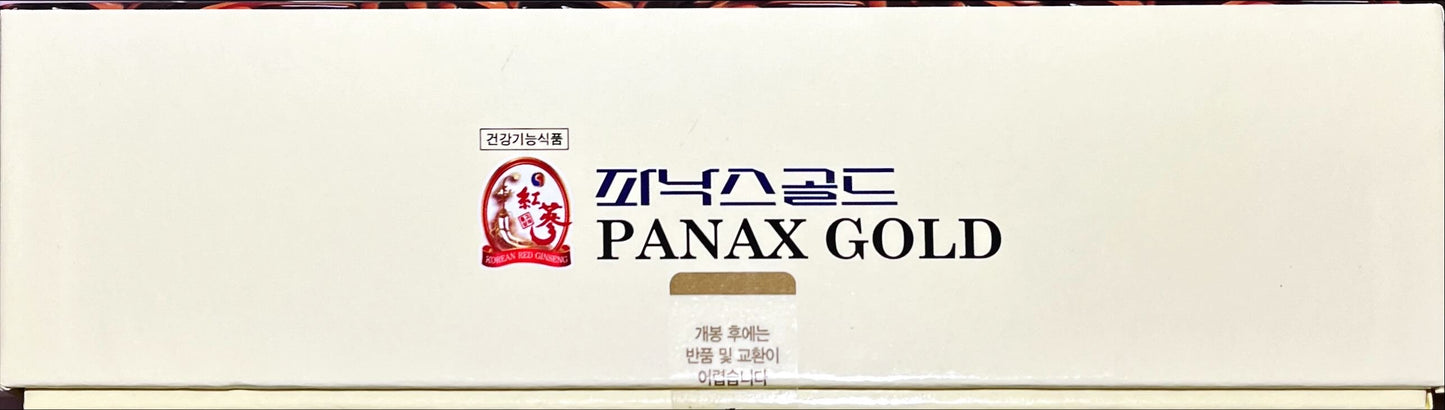 건강기능식품
紅蔘
KOREAN RED GINSENG
파낙스골드
PANAX GOLD
개봉 후에는
반품 및 교환이
어렵습니다